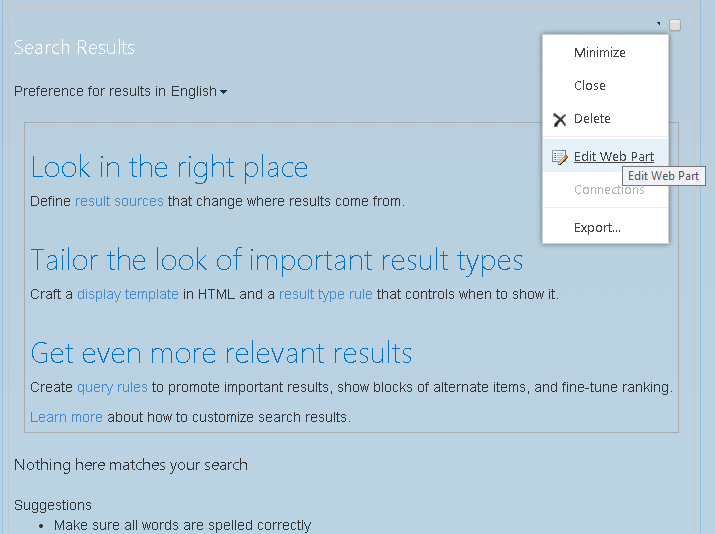 Search Results
Minimize
Preference for results in English
Close
Delete
Look in the right place
Edit Web Part
Edit Web Part
Define result sources that change where results come from.
Connections
Export...
Tailor the look of important result types
Craft a display template in HTML and a result type rule that controls when to show it.
Get even more relevant results
Create query rules to promote important results, show blocks of alternate items, and fine-tune ranking.
Learn more about how to customize search results.
Nothing here matches your search
Suggestions
• Make sure all words are spelled correctly